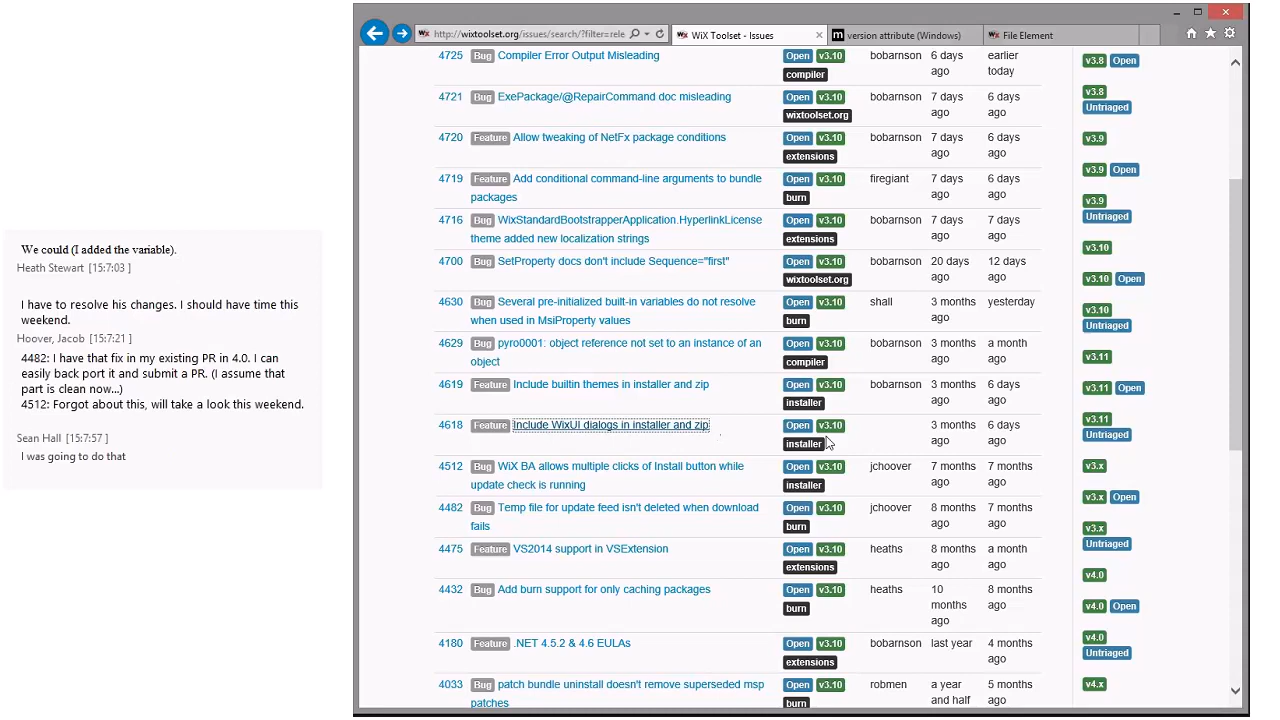 We could (I added the variable).
Heath Stewart [15:7:03 ]
I have to resolve his changes. I should have time this
weekend.
Hoover, Jacob [15:7:21 ]
4482: I have that fix in my existing PR in 4.0. I can
easily back port it and submit a PR. (I assume that
part is clean now...)
4512: Forgot about this, will take a look this weekend.
Sean Hall [15:7:57 ]
I was going to do that
http://wixtoolset.org/issues/search/?filter=rele
WiX Toolset - Issues
version attribute (Windows)
File Element
4725 Bug Compiler Error Output Misleading Open v3.10 bobarnson 6 days earlier
compiler ago today
4721 Bug ExePackage/@RepairCommand doc misleading Open v3.10 bobarnson 7 days 6 days
wixtoolset.org ago ago
4720 Feature Allow tweaking of NetFx package conditions Open v3.10 bobarnson 7 days 6 days
extensions ago ago
4719 Feature Add conditional command-line arguments to bundle Open v3.10 firegiant 7 days 6 days
packages burn ago ago
4716 Bug WixStandardBootstrapperApplication.HyperlinkLicense Open v3.10 bobarnson 7 days 7 days
theme added new localization strings extensions ago ago
4700 Bug SetProperty docs don't include Sequence="first" Open v3.10 bobarnson 20 days 12 days
wixtoolset.org ago ago
4630 Bug Several pre-initialized built-in variables do not resolve Open v3.10 shall 3 months yesterday
when used in MsiProperty values burn ago
4629 Bug pyro0001: object reference not set to an instance of an Open v3.10 bobarnson 3 months a month
object compiler ago ago
4619 Feature Include builtin themes in installer and zip Open v3.10 bobarnson 3 months 6 days
installer ago ago
4618 Feature Include WixUI dialogs in installer and zip Open v3.10 3 months 6 days
installer ago ago
4512 Bug WiX BA allows multiple clicks of Install button while Open v3.10 jchoover 7 months 7 months
update check is running installer ago ago
4482 Bug Temp file for update feed isn't deleted when download Open v3.10 jchoover 8 months 7 months
fails burn ago ago
4475 Feature VS2014 support in VSExtension Open v3.10 heaths 8 months a month
extensions ago ago
4432 Bug Add burn support for only caching packages Open v3.10 heaths 10 8 months
burn months ago
ago
4180 Feature .NET 4.5.2 & 4.6 EULAs Open v3.10 bobarnson last year 4 months
extensions ago
4033 Bug patch bundle uninstall doesn't remove superseded msp Open v3.10 robmen a year 5 months
patches burn and half ago
v3.8 Open
v3.8
Untriaged
v3.9
v3.9 Open
v3.9
Untriaged
v3.10
v3.10 Open
v3.10
Untriaged
v3.11
v3.11 Open
v3.11
Untriaged
v3.x
v3.x Open
v3.x
Untriaged
v4.0
v4.0 Open
v4.0
Untriaged
v4.x